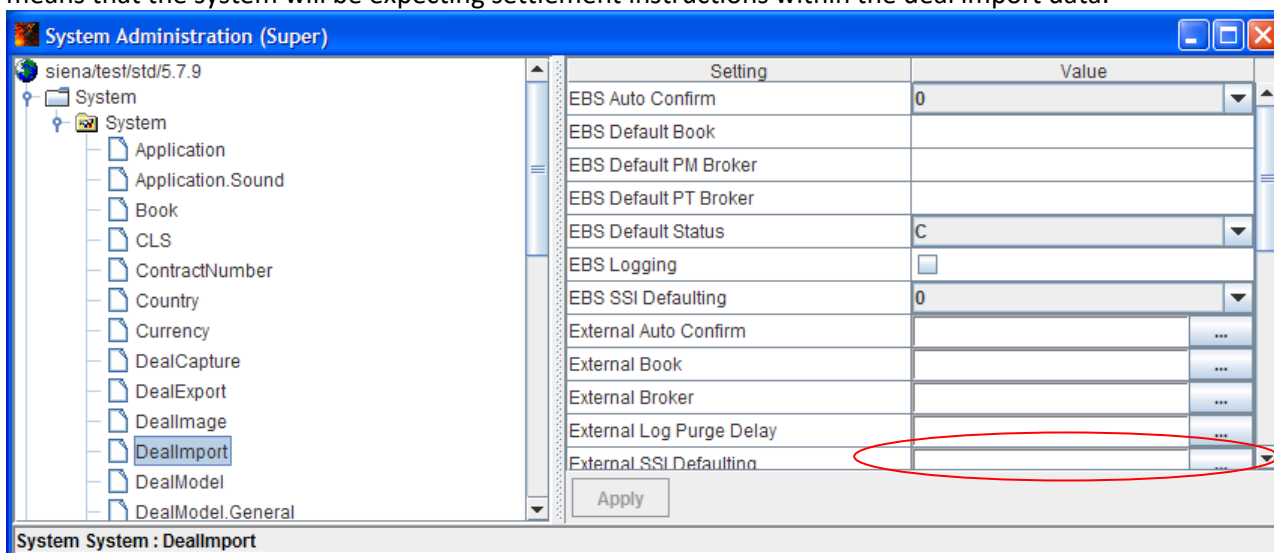 means that the system will be expecting settlement instructions within the deal import data.
System Administration (Super)
siena/test/std/5.7.9
System
System
Application
Application.Sound
Book
CLS
ContractNumber
Country
Currency
DealCapture
DealExport
DealImage
DealImport
DealModel
DealModel.General
Setting Value
EBS Auto Confirm 0
EBS Default Book
EBS Default PM Broker
EBS Default PT Broker
EBS Default Status C
EBS Logging
EBS SSI Defaulting 0
External Auto Confirm ...
External Book ...
External Broker ...
External Log Purge Delay ...
External SSI Defaulting ...
Apply
System System : DealImport